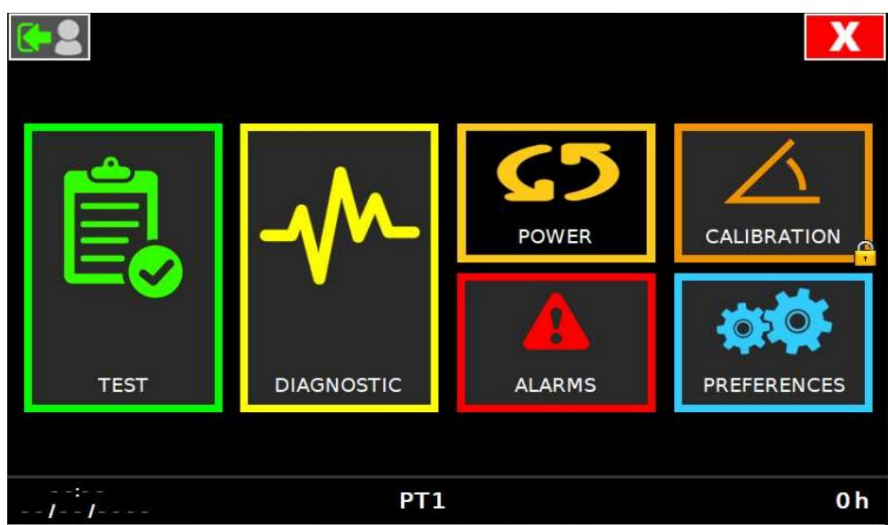 X
POWER
CALIBRATION
TEST
DIAGNOSTIC
ALARMS
PREFERENCES
--:--
--/--/----
PT1
0 h